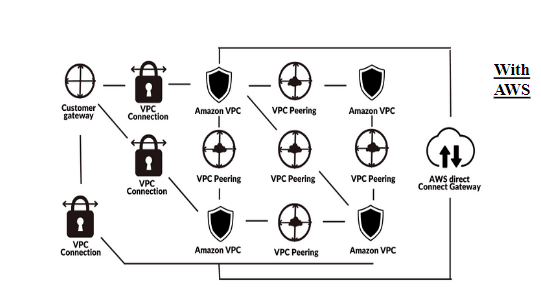 With
AWS
Customer
gateway
VPC
Connection
Amazon VPC
VPC Peering
Amazon VPC
VPC
Connection
VPC Peering
VPC Peering
VPC Peering
AWS direct
Connect Gateway
VPC
Connection
Amazon VPC
VPC Peering
Amazon VPC